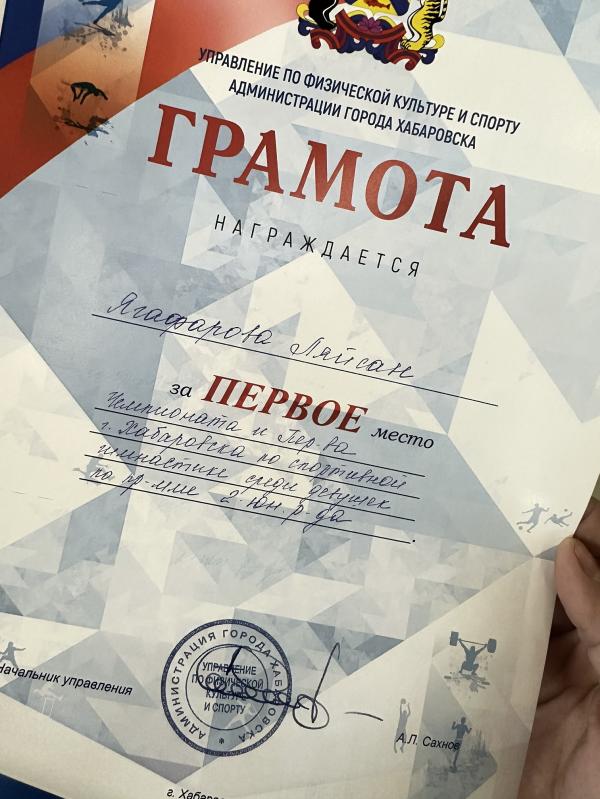 УПРАВЛЕНИЕ ПО ФИЗИЧЕСКОЙ КУЛЬТУРЕ И СПОРТУ
АДМИНИСТРАЦИИ ГОРОДА ХАБАРОВСКА
ГРАМОТА
НАГРАЖДАЕТСЯ
Ягафарова Ляйсан
за ПЕРВОЕ место
Чемпионата и Пер-ва
г. Хабаровска по спортивной
гимнастике среди девушек
по пр-мме 2 юн. р-да
.
Начальник управления
АДМИНИСТРАЦИЯ ГОРОДА ХАБАРОВСКА *
УПРАВЛЕНИЕ
ПО ФИЗИЧЕСКОЙ
КУЛЬТУРЕ
И СПОРТУ
А.Л. Сахнов
г. Хабаров